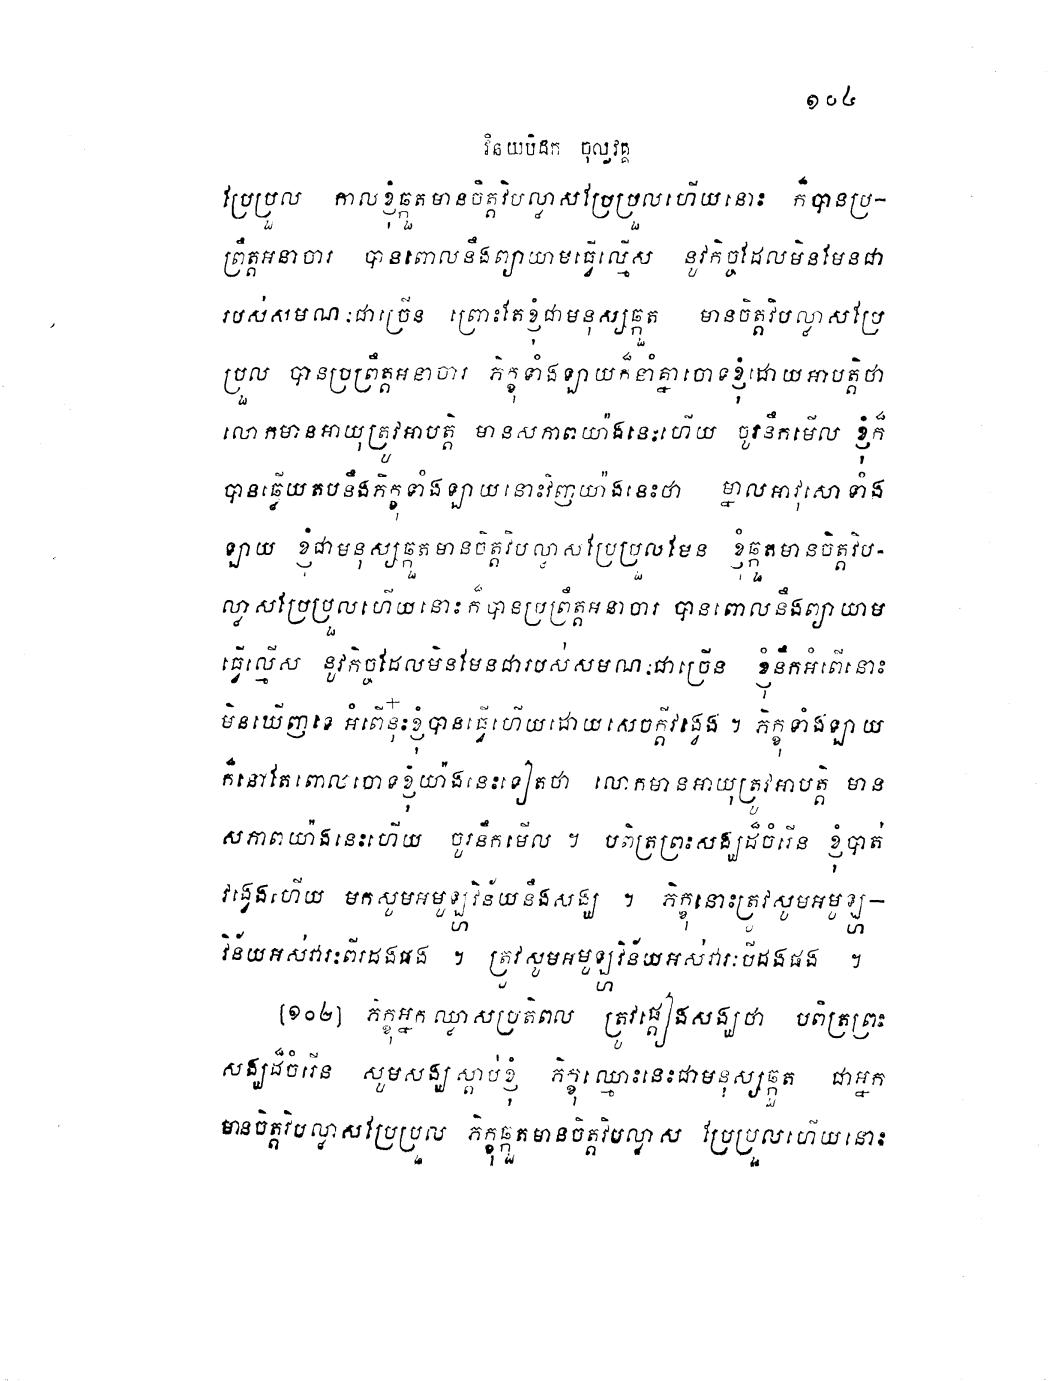 ១០៤
វិនយបិដក ចុល្លវគ្គ
ប្រែប្រួល កាលខ្ញុំឆ្កួតមានចិត្តវិបល្លាសប្រែប្រួលហើយនោះ ក៏បានប្រ-
ព្រឹត្តអនាចារ បានពោលនឹងព្យាយាមធ្វើល្មើស នូវកិច្ចដែលមិនមែនជា
របស់សមណៈជាច្រើន ព្រោះតែខ្ញុំជាមនុស្សឆ្កួត មានចិត្តវិបល្លាសប្រែ
ប្រួល បានប្រព្រឹត្តអនាចារ ភិក្ខុទាំងឡាយក៏នាំគ្នាចោទខ្ញុំដោយអាបត្តិថា
លោកមានអាយុត្រូវអាបត្តិ មានសភាពយ៉ាងនេះហើយ ចូរនឹកមើល ខ្ញុំក៏
បានឆ្លើយតបនឹងភិក្ខុទាំងឡាយនោះវិញយ៉ាងនេះថា ម្នាលអាវុសោទាំង
ឡាយ ខ្ញុំជាមនុស្សឆ្កួតមានចិត្តវិបល្លាសប្រែប្រួលមែន ខ្ញុំឆ្កួតមានចិត្តវិប-
ល្លាសប្រែប្រួលហើយនោះក៏បានប្រព្រឹត្តអនាចារ បានពោលនឹងព្យាយាម
ធ្វើល្មើស នូវកិច្ចដែលមិនមែនជារបស់សមណៈជាច្រើន ខ្ញុំនឹកអំពើនោះ
មិនឃើញទេ អំពើនុ៎ះខ្ញុំបានធ្វើហើយដោយសេចក្តីវង្វេង ។ ភិក្ខុទាំងឡាយ
ក៏នៅតែពោលចោទខ្ញុំយ៉ាងនេះទៀតថា លោកមានអាយុត្រូវអាបត្តិ មាន
សភាពយ៉ាងនេះហើយ ចូរនឹកមើល ។ បពិត្រព្រះសង្ឃដ៏ចំរើន ខ្ញុំបាត់
វង្វេងហើយ មកសូមអមូឡ្ហវិន័យនឹងសង្ឃ ។ ភិក្ខុនោះត្រូវសូមអមូឡ្ហ-
វិន័យអស់វារៈពីរដងផង ។ ត្រូវសូមអមូឡ្ហវិន័យអស់វារៈបីដងផង ។
[១០៤] ភិក្ខុអ្នកឈ្លាសប្រតិពល ត្រូវផ្តៀងសង្ឃថា បពិត្រព្រះ
សង្ឃដ៏ចំរើន សូមសង្ឃស្តាប់ខ្ញុំ ភិក្ខុឈ្មោះនេះជាមនុស្សឆ្កួត ជាអ្នក
មានចិត្តវិបល្លាសប្រែប្រួល ភិក្ខុឆ្កួតមានចិត្តវិបល្លាស ប្រែប្រួលហើយនោះ